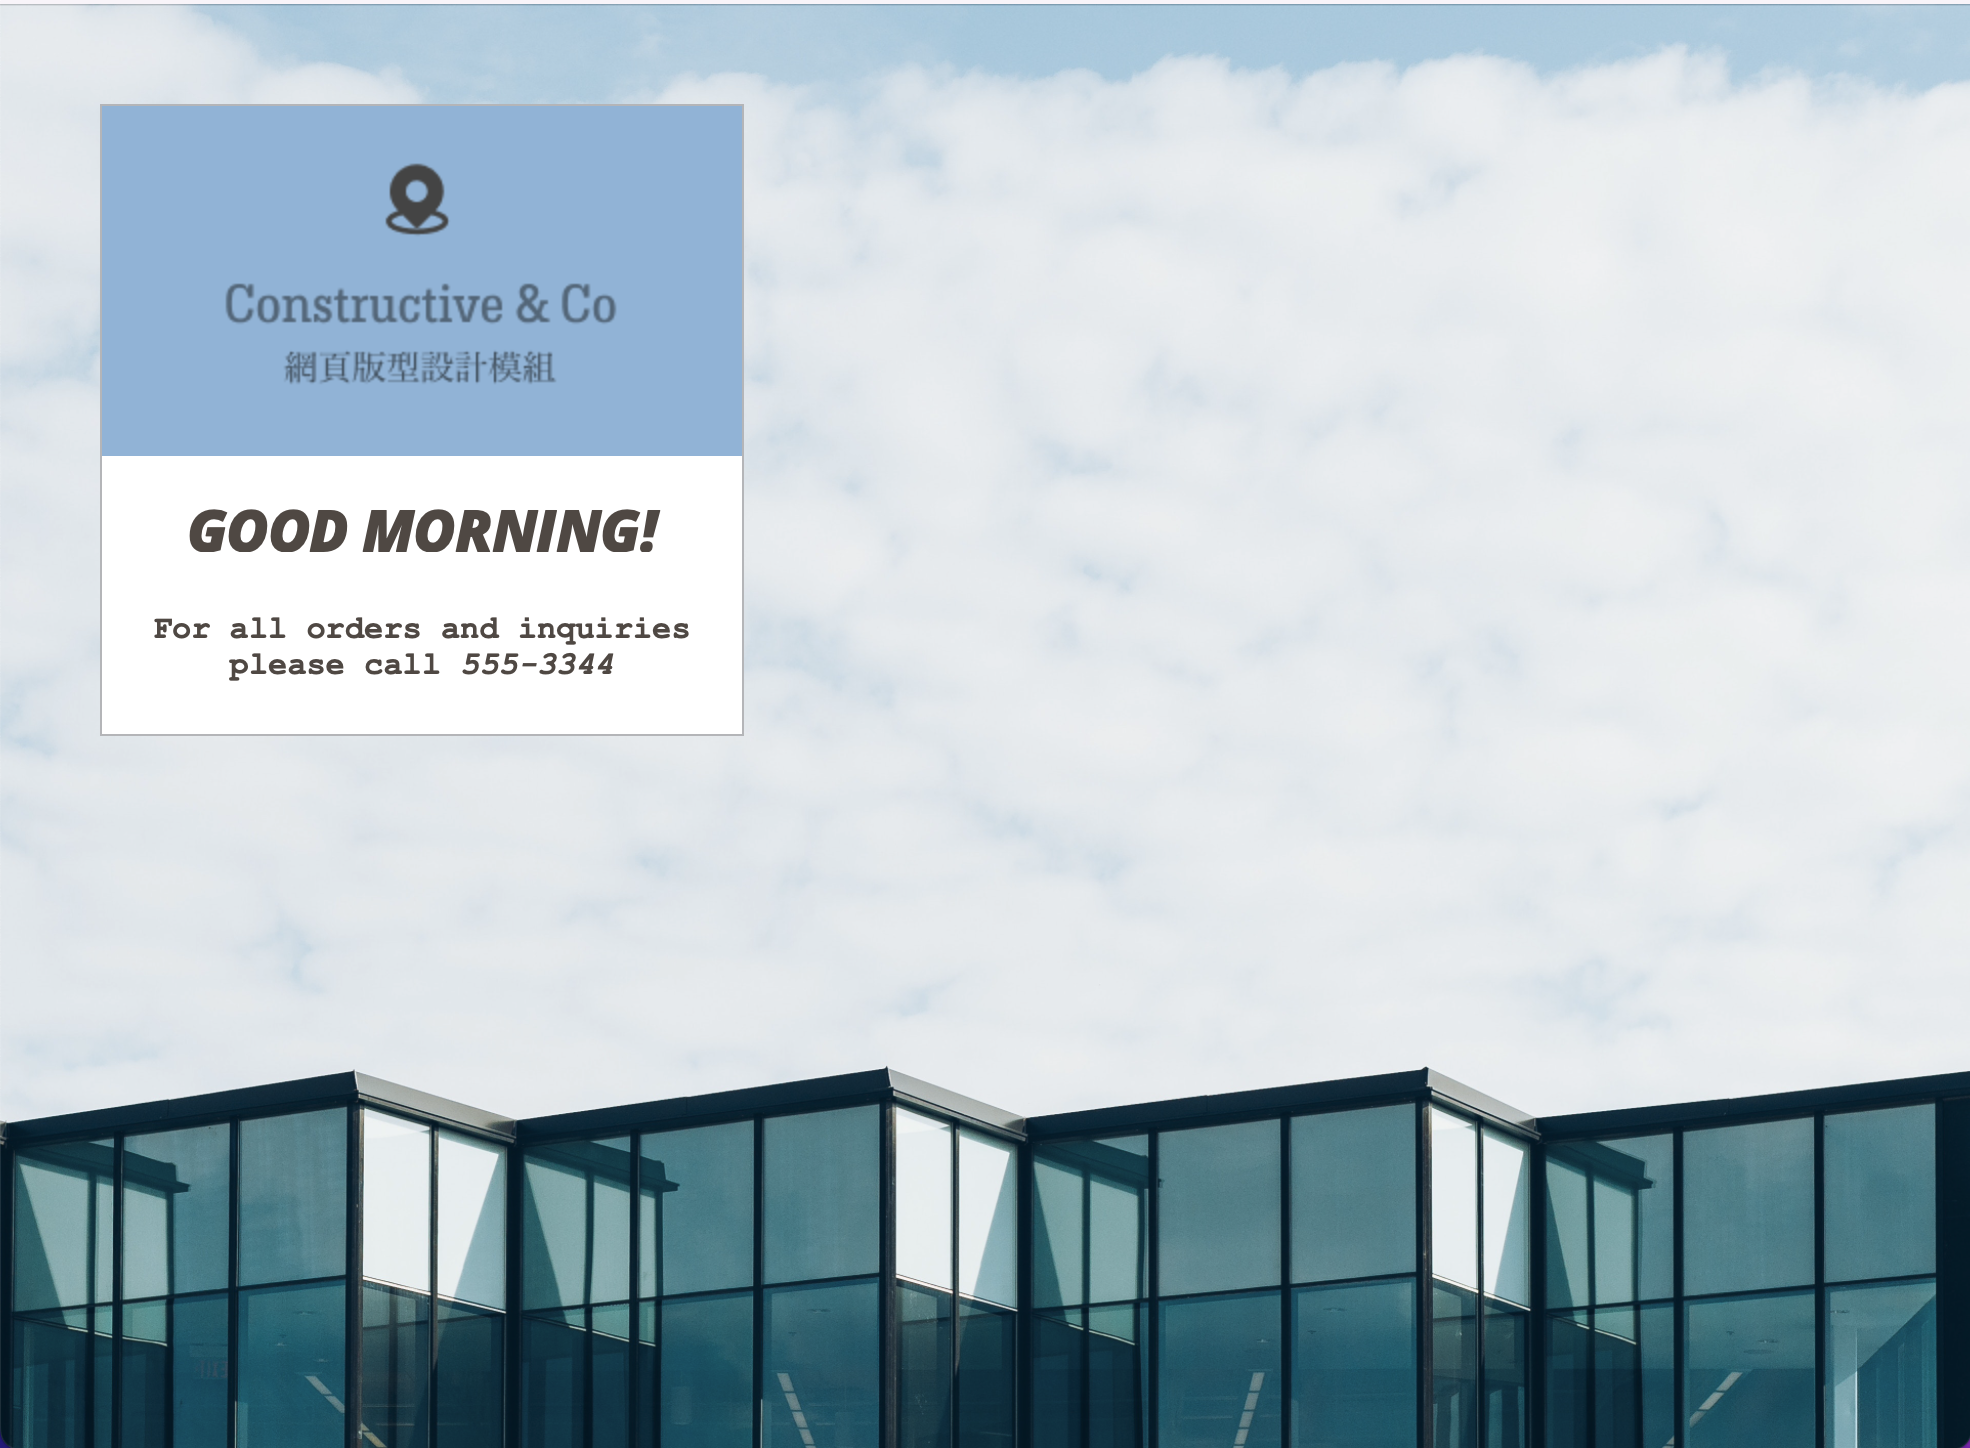 Constructive & Co
網頁版型設計模組
GOOD MORNING!
For all orders and inquiries
please call 555-3344